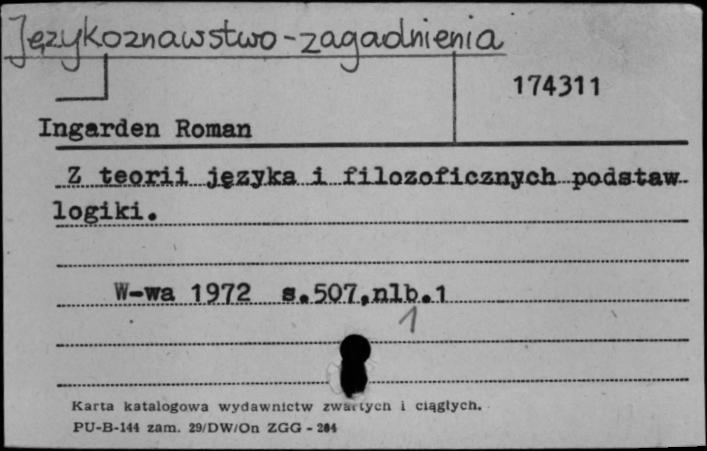 Językoznawstwo - zagadnienia
174311
Ingarden Roman
Z teorii języka i filozoficznych podstaw
logiki.
W-wa 1972 s.507,nlb.1
1
Karta katalogowa wydawnictw zwartych i ciągłych.
PU-B-144 zam. 29/DW/On ZGG - 284